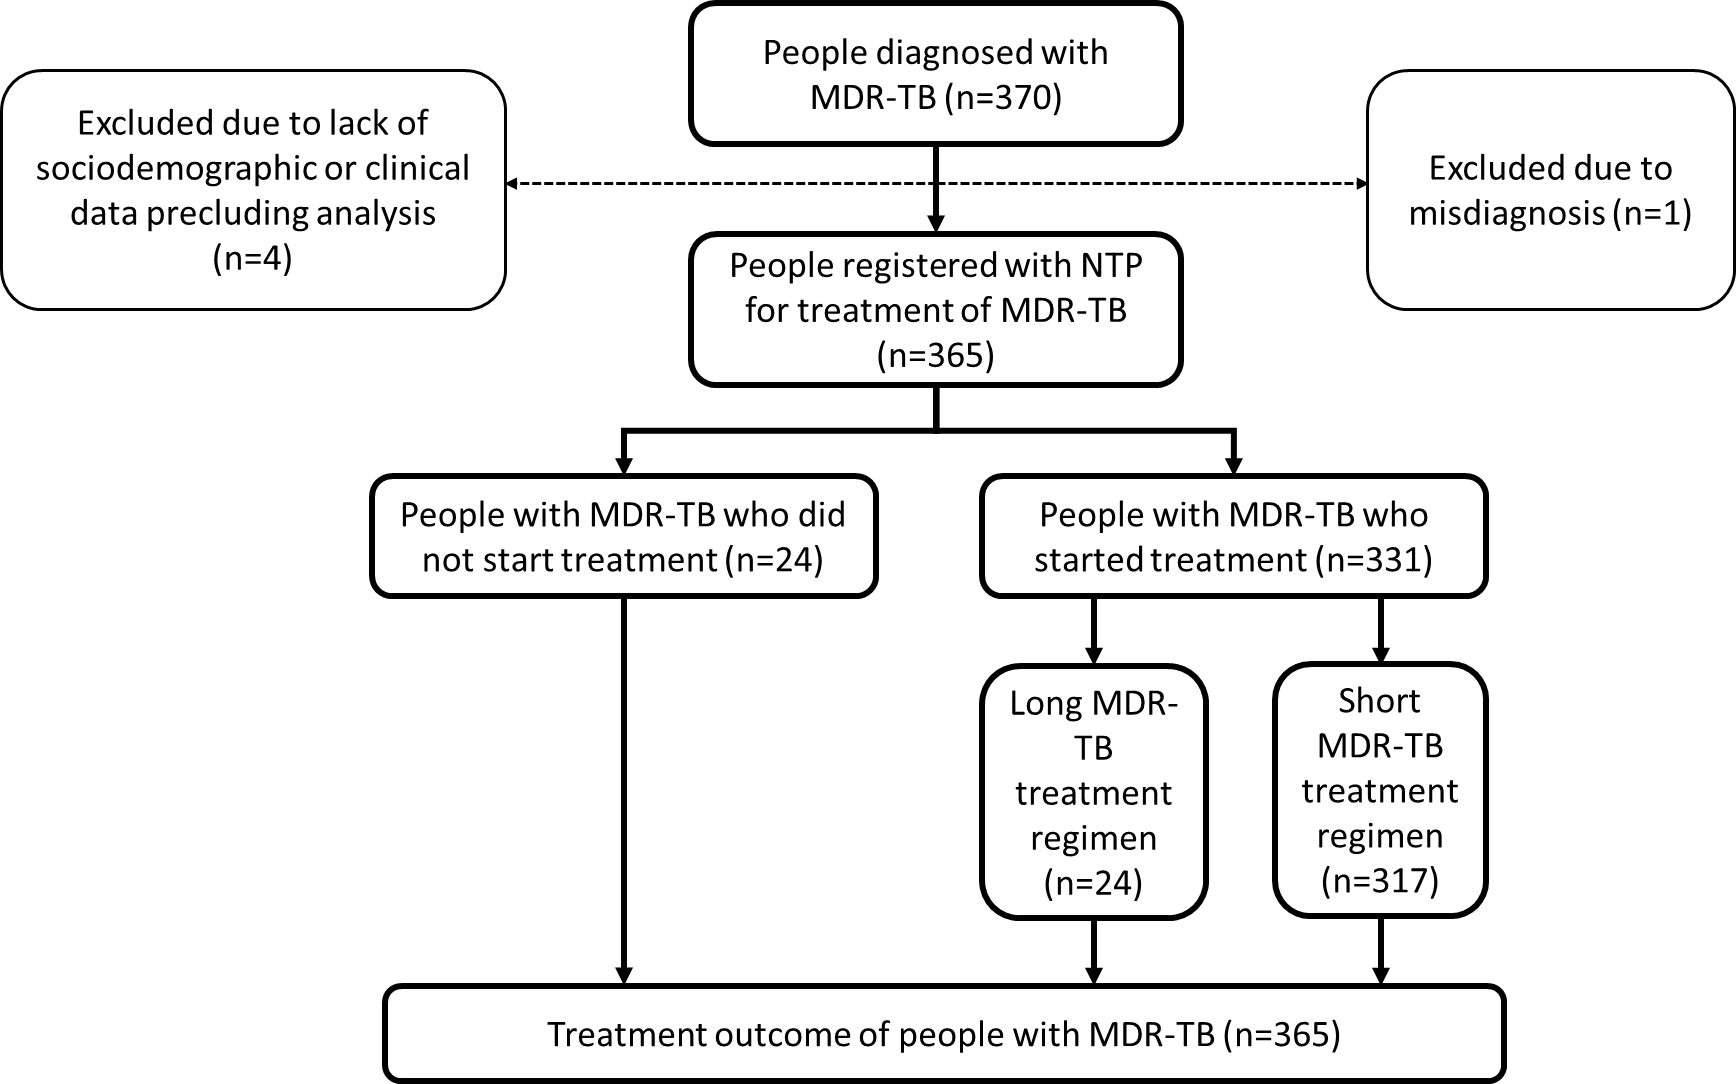 People diagnosed with
MDR-TB (n=370)
Excluded due to lack of
sociodemographic or clinical
data precluding analysis
(n=4)
Excluded due to
misdiagnosis (n=1)
People registered with NTP
for treatment of MDR-TB
(n=365)
People with MDR-TB who did
not start treatment (n=24)
People with MDR-TB who
started treatment (n=331)
Long MDR-
TB
treatment
regimen
(n=24)
Short
MDR-TB
treatment
regimen
(n=317)
Treatment outcome of people with MDR-TB (n=365)